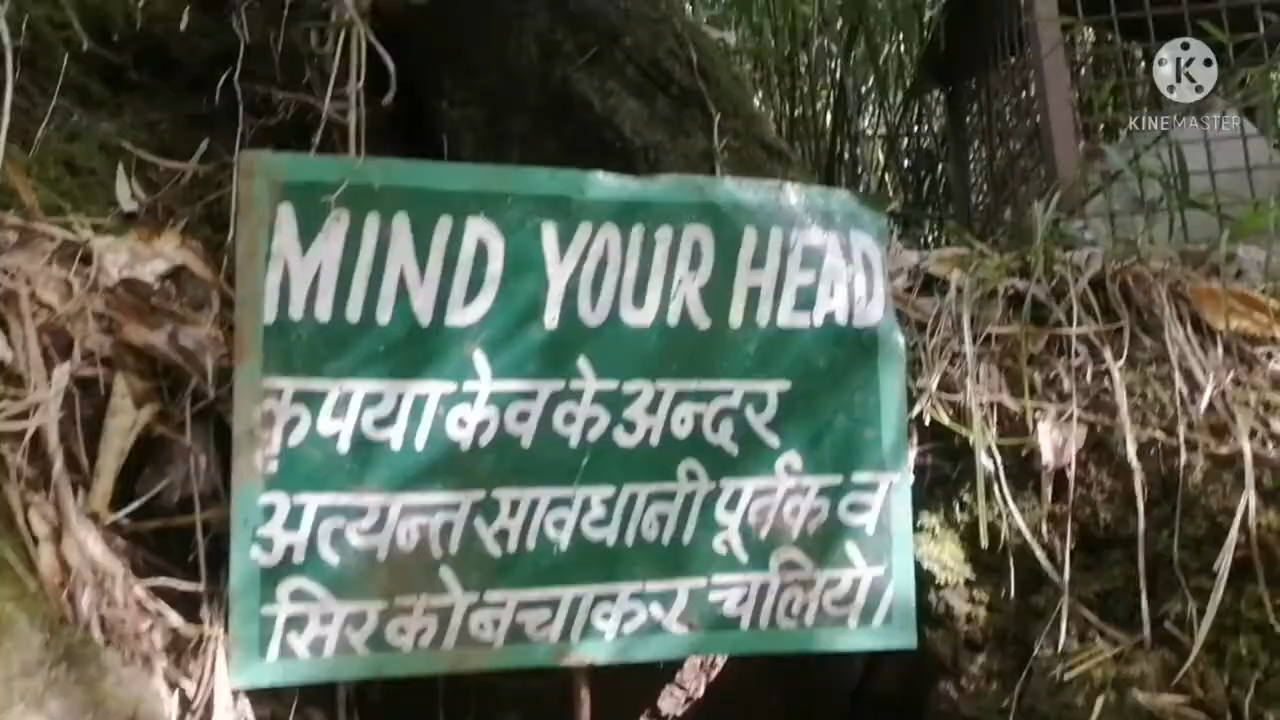 KINEMASTER
MIND YOUR HEAD
कृपया केव के अन्दर
अत्यन्त सावधानी पूर्वक व
सिर को बचाकर चलिये।